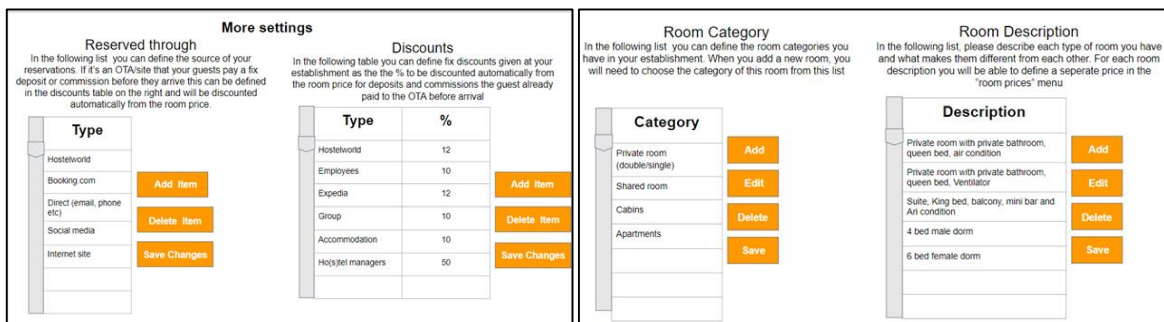 More settings
Reserved through
In the following list you can define the source of your
reservations. If it's an OTA/site that your guests pay a fix
deposit or commission before they arrive this can be defined
in the discounts table on the right and will be discounted
automatically from the room price.
Type
Hostelworld
Booking.com
Direct (email, phone
etc)
Social media
Internet site
Add Item
Delete Item
Save Changes
Discounts
In the following table you can define fix discounts given at your
establishment as the the % to be discounted automatically from
the room price for deposits and commissions the guest already
paid to the OTA before arrival
Type %
Hostelworld 12
Employees 10
Expedia 12
Group 10
Accommodation 10
Ho(s)tel managers 50
Add Item
Delete Item
Save Changes
Room Category
In the following list you can define the room categories you
have in your establishment. When you add a new room, you
will need to choose the category of this room from this list
Category
Private room
(double/single)
Shared room
Cabins
Apartments
Add
Edit
Delete
Save
Room Description
In the following list, please describe each type of room you have
and what makes them different from each other. For each room
description you will be able to define a seperate price in the
"room prices" menu
Description
Private room with private bathroom,
queen bed, air condition
Private room with private bathroom,
queen bed, Ventilator
Suite, King bed, balcony, mini bar and
Ari condition
4 bed male dorm
6 bed female dorm
Add
Edit
Delete
Save